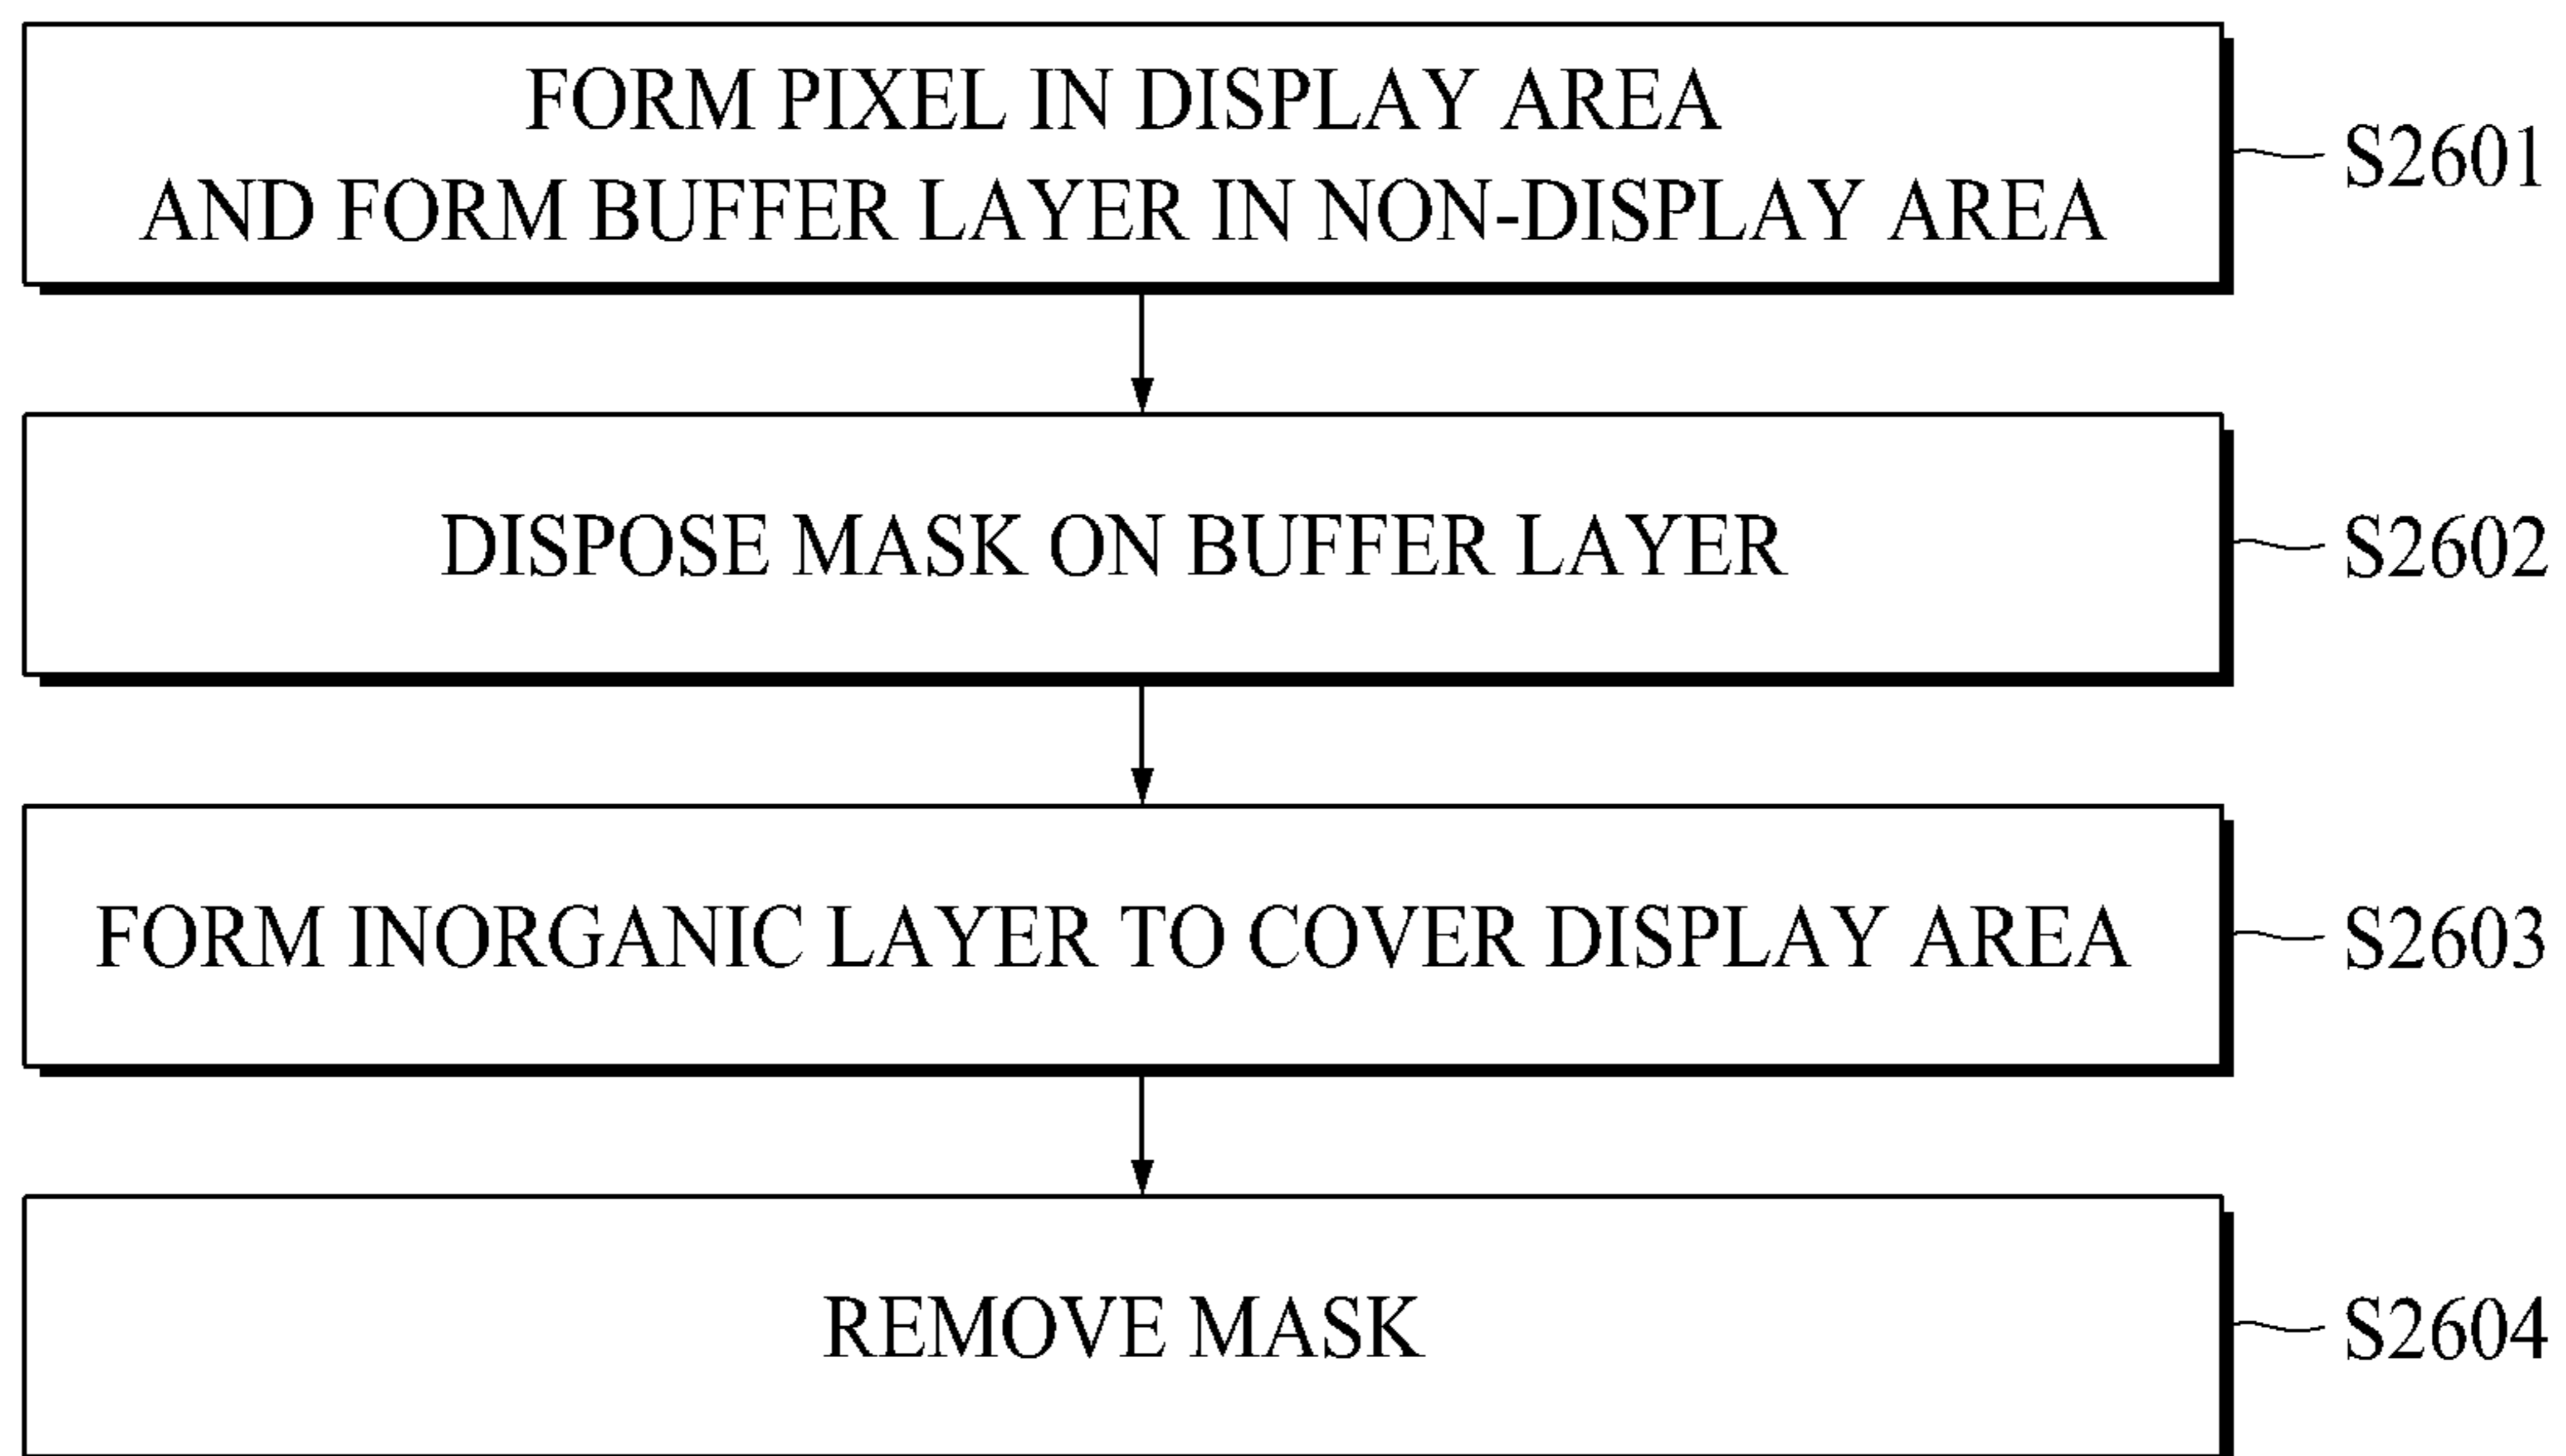 FORM PIXEL IN DISPLAY AREA
AND FORM BUFFER LAYER IN NON-DISPLAY AREA
S2601
DISPOSE MASK ON BUFFER LAYER
S2602
FORM INORGANIC LAYER TO COVER DISPLAY AREA
S2603
REMOVE MASK
S2604